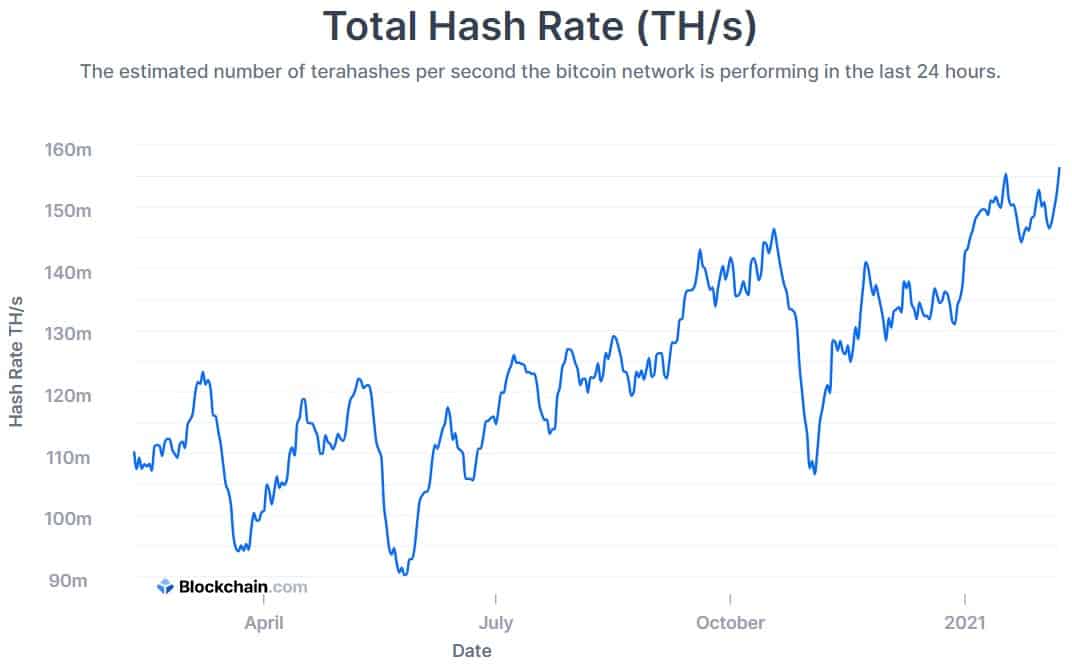 Total Hash Rate (TH/s)
The estimated number of terahashes per second the bitcoin network is performing in the last 24 hours.
160m
150m
140m
130m
120m
110m
100m
90m
Hash Rate TH/s
Blockchain.com
April July October 2021
Date